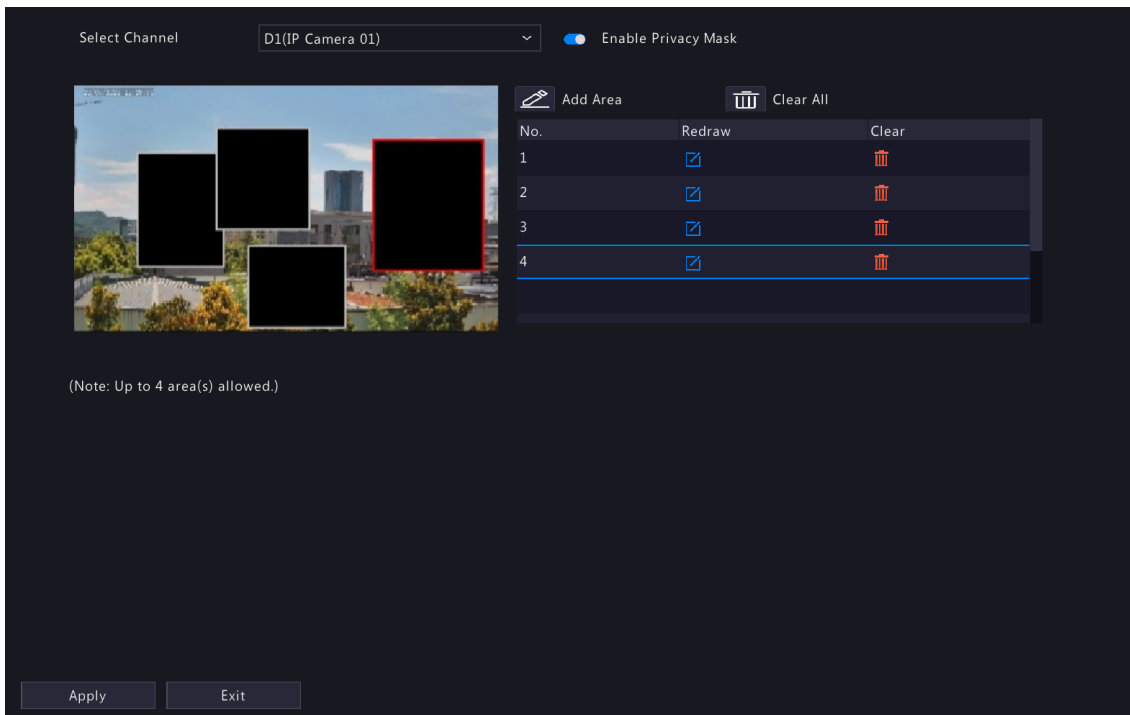 Select Channel D1(IP Camera 01) Enable Privacy Mask
Add Area Clear All
No. Redraw Clear
1
2
3
4
(Note: Up to 4 area(s) allowed.)
Apply Exit